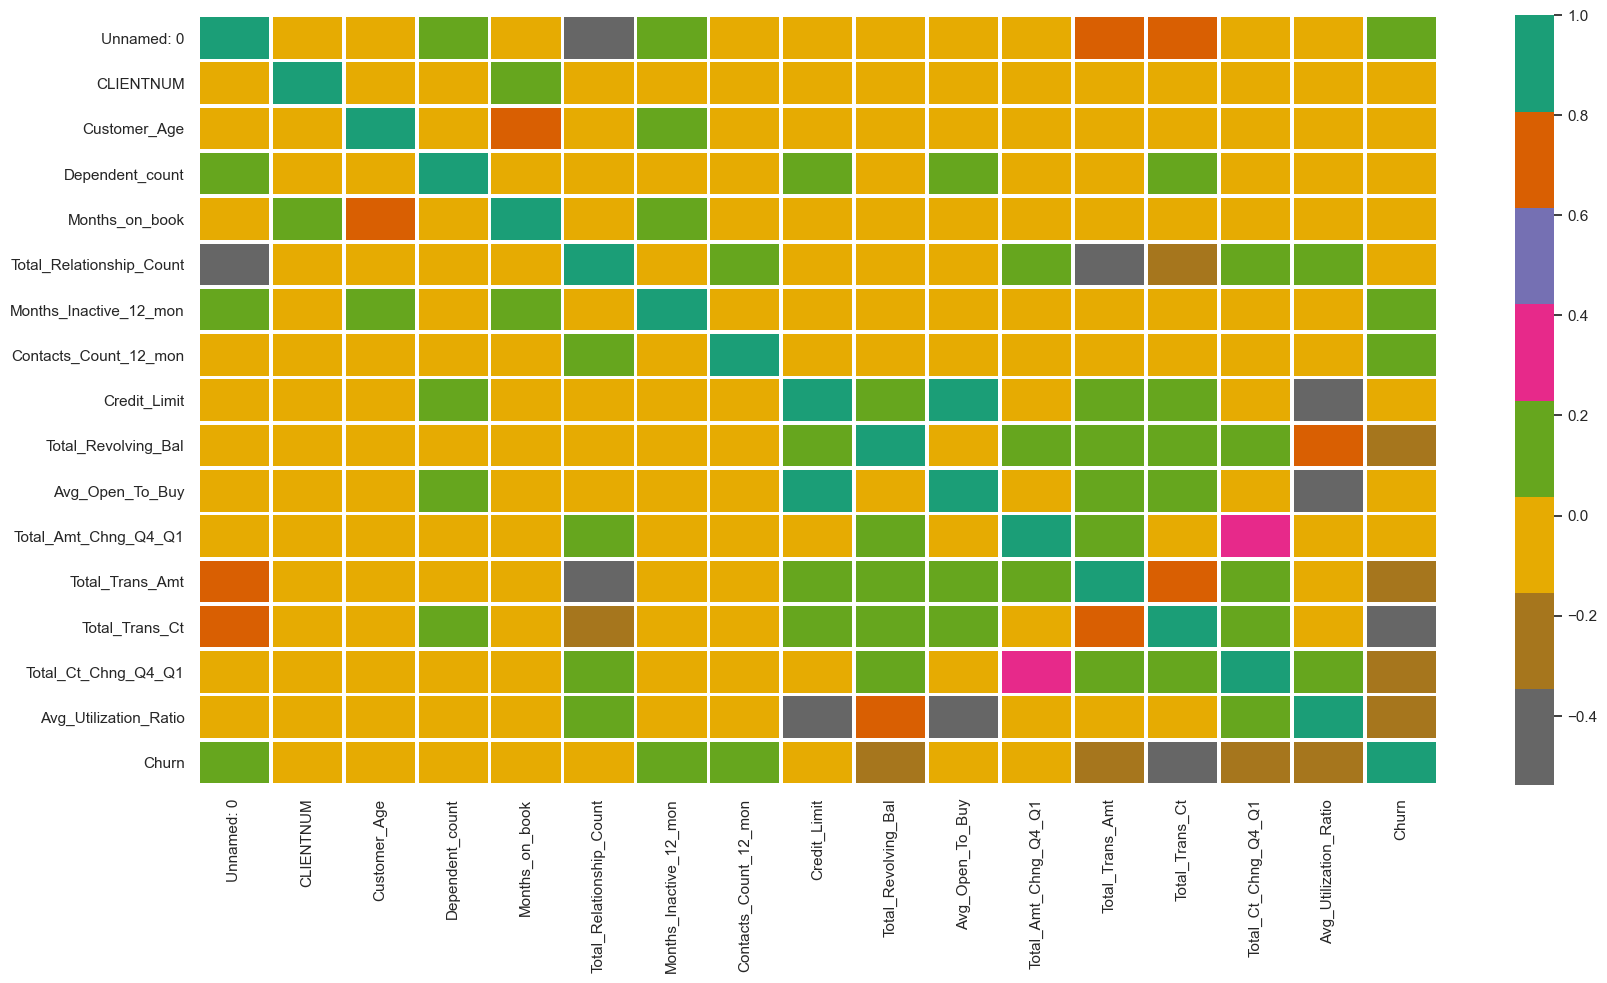 Unnamed: 0
CLIENTNUM
Customer_Age
Dependent_count
Months_on_book
Total_Relationship_Count
Months_Inactive_12_mon
Contacts_Count_12_mon
Credit_Limit
Total_Revolving_Bal
Avg_Open_To_Buy
Total_Amt_Chng_Q4_Q1
Total_Trans_Amt
Total_Trans_Ct
Total_Ct_Chng_Q4_Q1
Avg_Utilization_Ratio
Churn
Unnamed: 0
CLIENTNUM
Customer_Age
Dependent_count
Months_on_book
Total_Relationship_Count
Months_Inactive_12_mon
Contacts_Count_12_mon
Credit_Limit
Total_Revolving_Bal
Avg_Open_To_Buy
Total_Amt_Chng_Q4_Q1
Total_Trans_Amt
Total_Trans_Ct
Total_Ct_Chng_Q4_Q1
Avg_Utilization_Ratio
Churn
1.0
0.8
0.6
0.4
0.2
0.0
−0.2
−0.4